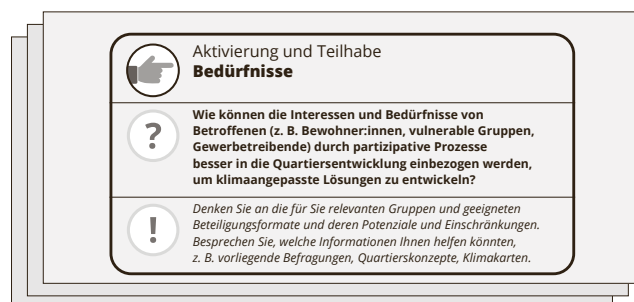 Aktivierung und Teilhabe
Bedürfnisse
?
Wie können die Interessen und Bedürfnisse von
Betroffenen (z. B. Bewohner:innen, vulnerable Gruppen,
Gewerbetreibende) durch partizipative Prozesse
besser in die Quartiersentwicklung einbezogen werden,
um klimaangepasste Lösungen zu entwickeln?
!
Denken Sie an die für Sie relevanten Gruppen und geeigneten
Beteiligungsformate und deren Potenziale und Einschränkungen.
Besprechen Sie, welche Informationen Ihnen helfen könnten,
z. B. vorliegende Befragungen, Quartierskonzepte, Klimakarten.